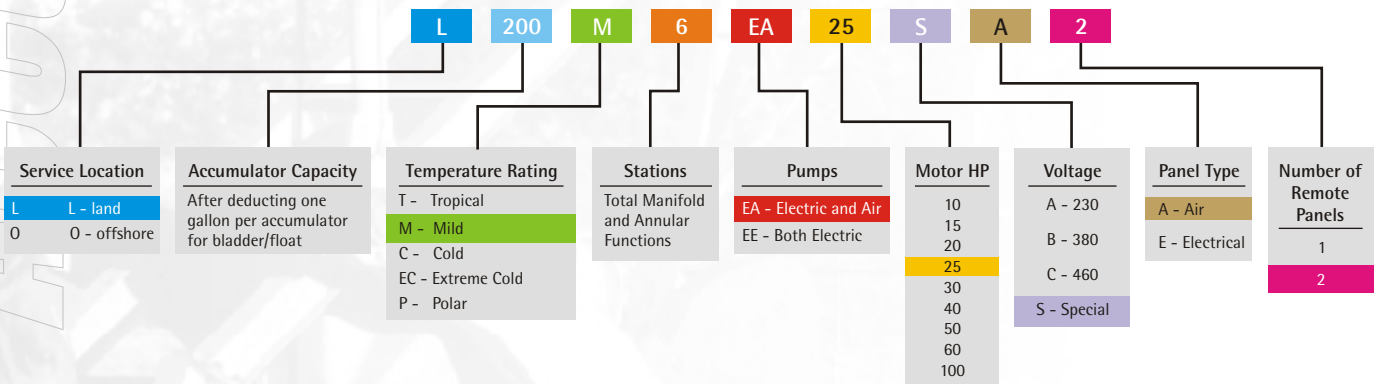 L 200 M 6 EA 25 S A 2
Service Location
L L - land
O O - offshore
Accumulator Capacity
After deducting one
gallon per accumulator
for bladder/float
Temperature Rating
T - Tropical
M - Mild
C - Cold
EC - Extreme Cold
P - Polar
Stations
Total Manifold
and Annular
Functions
Pumps
EA - Electric and Air
EE - Both Electric
Motor HP
10
15
20
25
30
40
50
60
100
Voltage
A - 230
B - 380
C - 460
S - Special
Panel Type
A - Air
E - Electrical
Number of
Remote
Panels
1
2